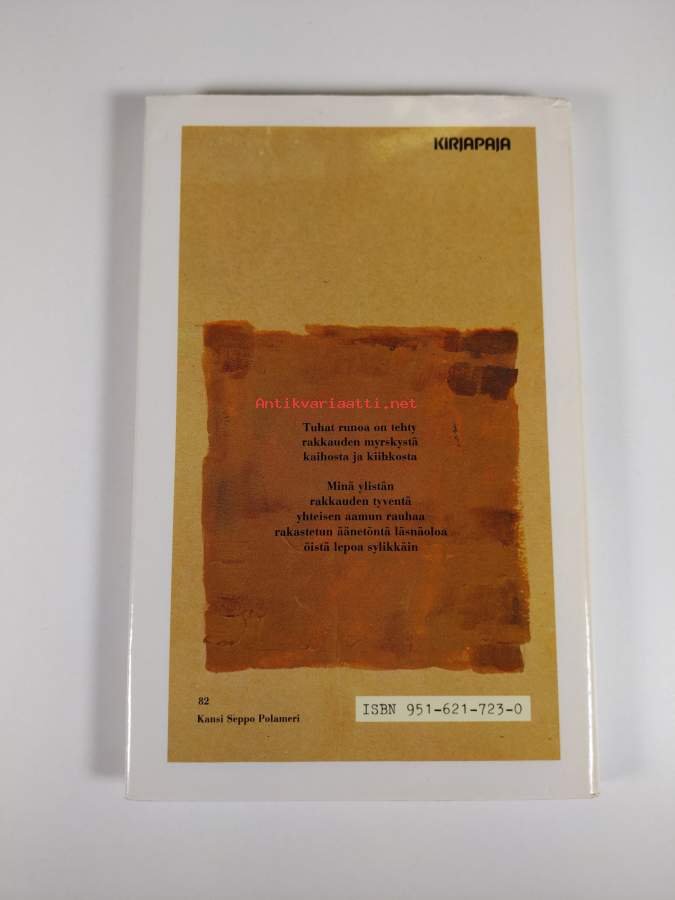 KIRJAPAJA
Antikvariaatti.net
Tuhat runoa on tehty
rakkauden myrskystä
kaihosta ja kiihkosta
Minä ylistän
rakkauden tyventä
yhteisen aamun rauhaa
rakastetun äänetöntä läsnäoloa
öistä lepoa sylikkäin
82
Kansi Seppo Polameri
ISBN 951-621-723-0